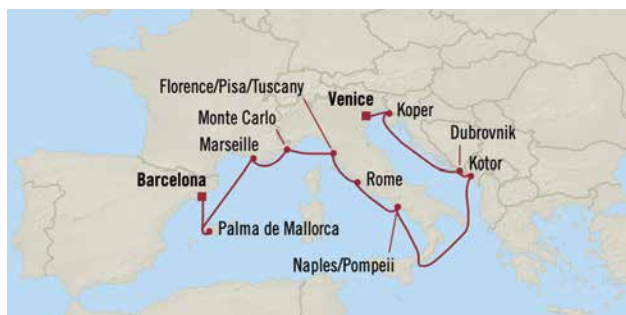 Florence/Pisa/Tuscany
Venice
Koper
Monte Carlo
Dubrovnik
Marseille
Kotor
Barcelona
Rome
Palma de Mallorca
Naples/Pompeii